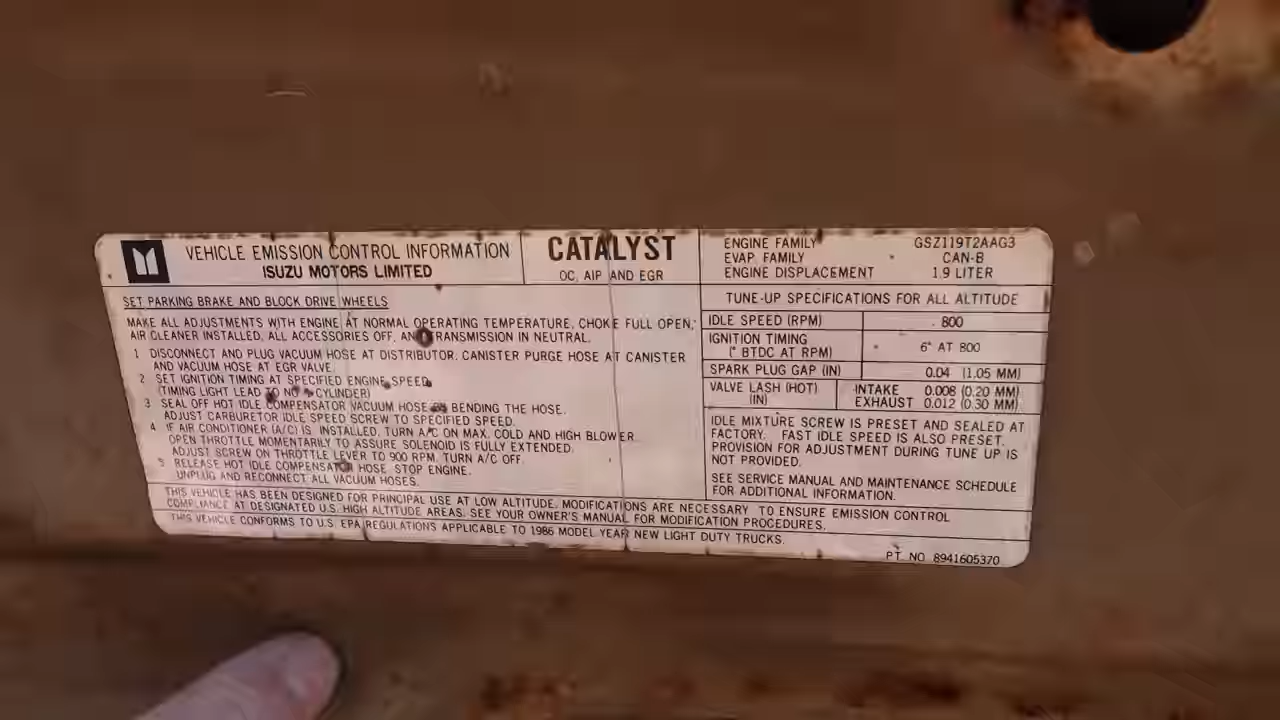 VEHICLE EMISSION CONTROL INFORMATION
ISUZU MOTORS LIMITED
CATALYST
OC, AIP AND EGR
ENGINE FAMILY GSZ119T2AAG3
EVAP. FAMILY CAN-B
ENGINE DISPLACEMENT 1.9 LITER
SET PARKING BRAKE AND BLOCK DRIVE WHEELS
MAKE ALL ADJUSTMENTS WITH ENGINE AT NORMAL OPERATING TEMPERATURE, CHOKE FULL OPEN,
AIR CLEANER INSTALLED, ALL ACCESSORIES OFF, AND TRANSMISSION IN NEUTRAL.
1 DISCONNECT AND PLUG VACUUM HOSE AT DISTRIBUTOR, CANISTER PURGE HOSE AT CANISTER
AND VACUUM HOSE AT EGR VALVE.
2 SET IGNITION TIMING AT SPECIFIED ENGINE SPEED
(TIMING LIGHT LEAD TO NO CYLINDER)
3 SEAL OFF HOT IDLE COMPENSATOR VACUUM HOSE BENDING THE HOSE.
ADJUST CARBURETOR IDLE SPEED SCREW TO SPECIFIED SPEED.
4 IF AIR CONDITIONER (A/C) IS INSTALLED, TURN A/C ON MAX. COLD AND HIGH BLOWER
OPEN THROTTLE MOMENTARILY TO ASSURE SOLENOID IS FULLY EXTENDED.
ADJUST SCREW ON THROTTLE LEVER TO 900 RPM. TURN A/C OFF.
5 RELEASE HOT IDLE COMPENSATOR HOSE STOP ENGINE.
UNPLUG AND RECONNECT ALL VACUUM HOSES.
TUNE-UP SPECIFICATIONS FOR ALL ALTITUDE
IDLE SPEED (RPM) 800
IGNITION TIMING
(° BTDC AT RPM) 6° AT 800
SPARK PLUG GAP (IN) 0.04 (1.05 MM)
VALVE LASH (HOT) INTAKE 0.008 (0.20 MM)
(IN) EXHAUST 0.012 (0.30 MM)
IDLE MIXTURE SCREW IS PRESET AND SEALED AT
FACTORY. FAST IDLE SPEED IS ALSO PRESET.
PROVISION FOR ADJUSTMENT DURING TUNE UP IS
NOT PROVIDED.
SEE SERVICE MANUAL AND MAINTENANCE SCHEDULE
FOR ADDITIONAL INFORMATION.
THIS VEHICLE HAS BEEN DESIGNED FOR PRINCIPAL USE AT LOW ALTITUDE. MODIFICATIONS ARE NECESSARY TO ENSURE EMISSION CONTROL
COMPLIANCE AT DESIGNATED U.S. HIGH ALTITUDE AREAS. SEE YOUR OWNER'S MANUAL FOR MODIFICATION PROCEDURES.
THIS VEHICLE CONFORMS TO U.S. EPA REGULATIONS APPLICABLE TO 1986 MODEL YEAR NEW LIGHT DUTY TRUCKS.
PT. NO. 8941605370